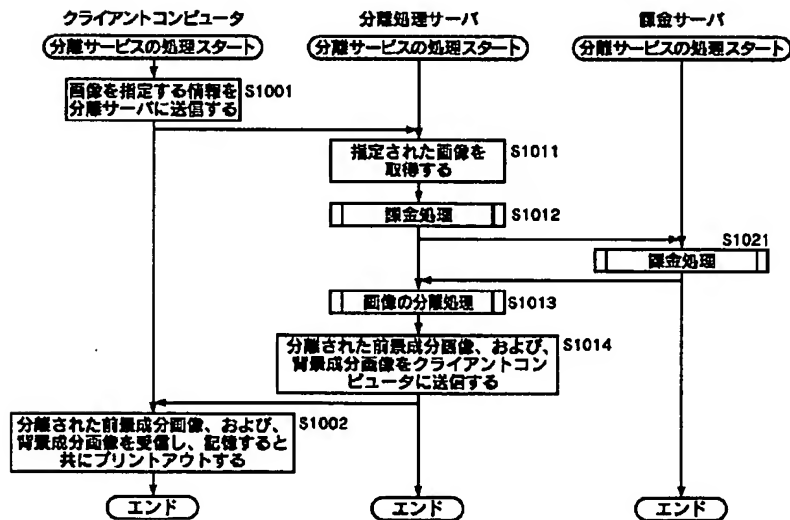 クライアントコンピュータ
分離処理サーバ
課金サーバ
分離サービスの処理スタート
分離サービスの処理スタート
分離サービスの処理スタート
画像を指定する情報を
分離サーバに送信する
S1001
指定された画像を
取得する
S1011
課金処理
S1012
S1021
課金処理
画像の分離処理
S1013
分離された前景成分画像、および、
背景成分画像をクライアントコン
ピュータに送信する
S1014
分離された前景成分画像、および、
背景成分画像を受信し、記憶すると
共にプリントアウトする
S1002
エンド
エンド
エンド